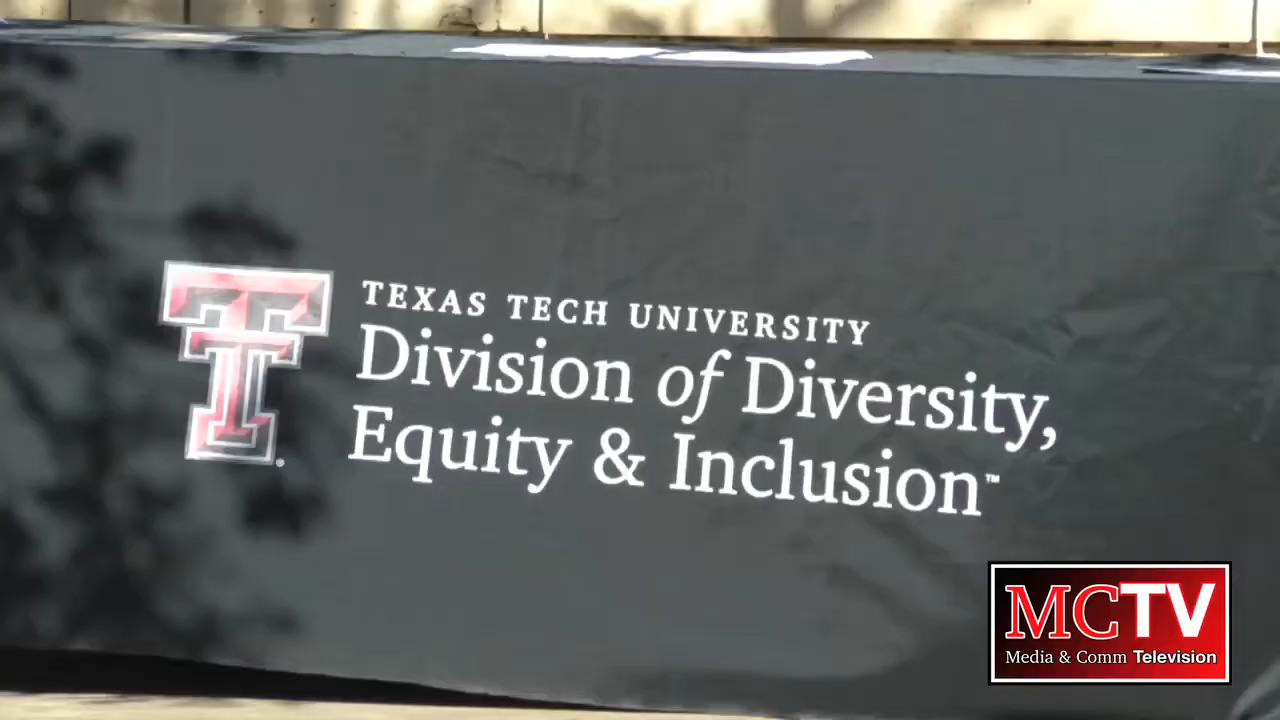 TEXAS TECH UNIVERSITY
Division of Diversity,
Equity & Inclusion™
MCTV
Media & Comm Television